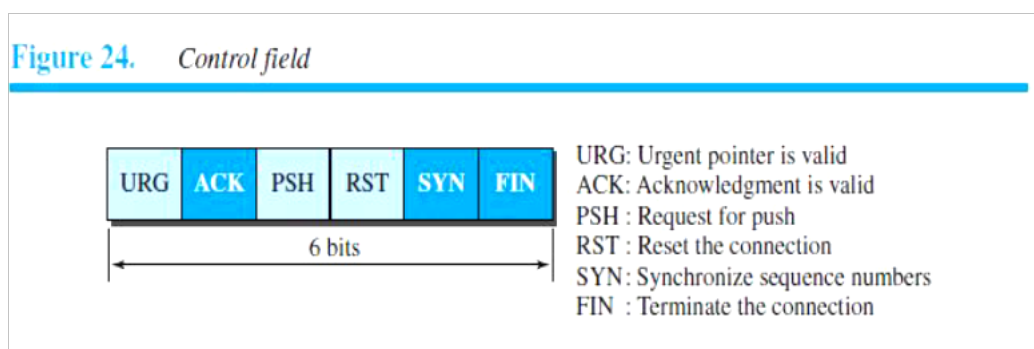 Figure 24. Control field
URG ACK PSH RST SYN FIN
6 bits
URG: Urgent pointer is valid
ACK: Acknowledgment is valid
PSH : Request for push
RST : Reset the connection
SYN: Synchronize sequence numbers
FIN : Terminate the connection